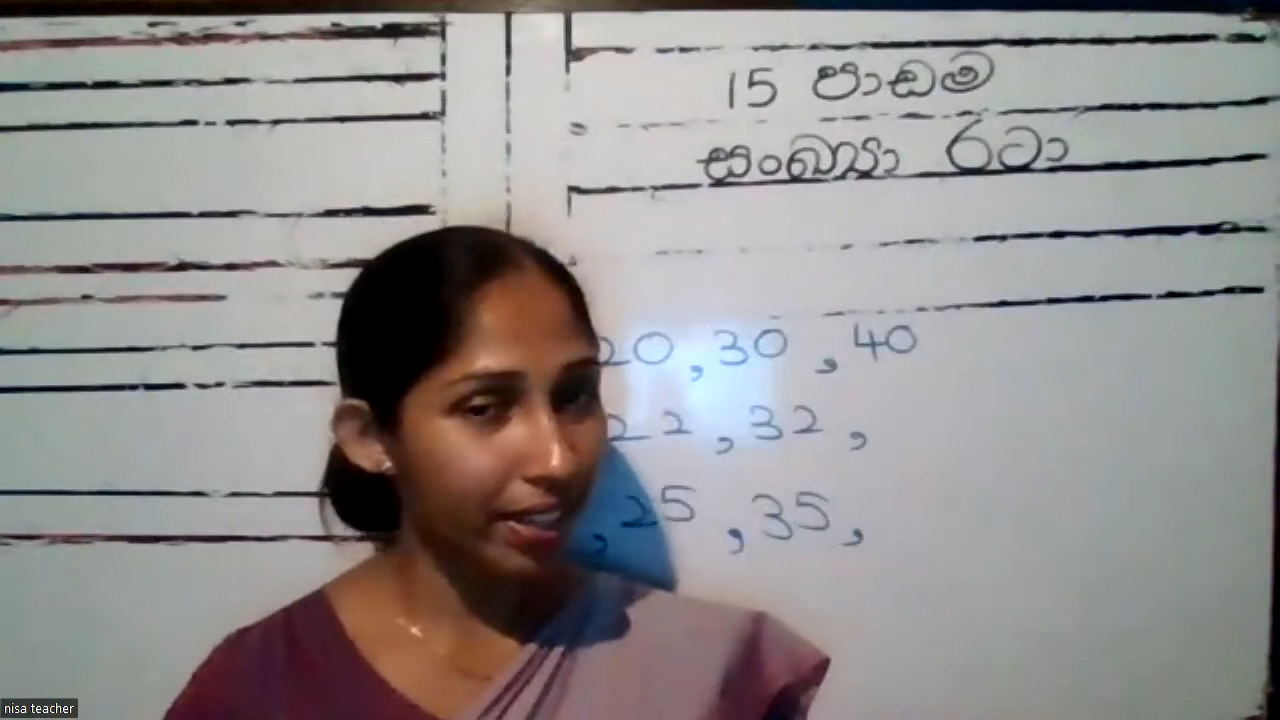 15 පාඩම
සංඛ්‍යා රටා
20, 30, 40
22, 32,
, 25, 35,
nisa teacher